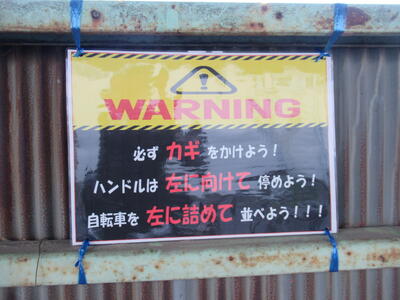 WARNING
必ず カギ をかけよう!
ハンドルは 左に向けて 停めよう!
自転車を 左に詰めて 並べよう!!!